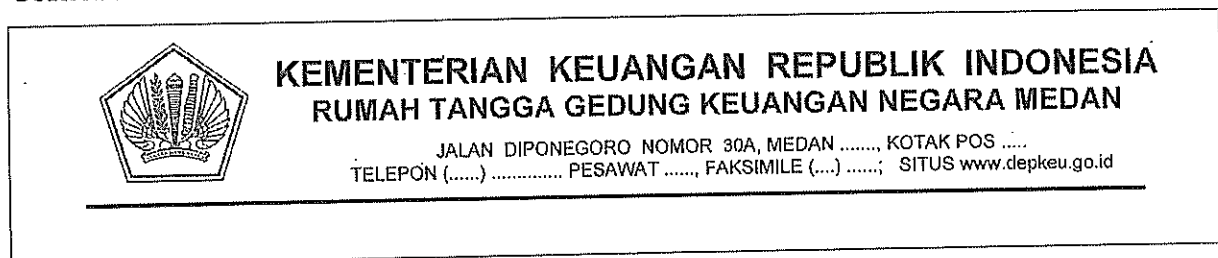 KEMENTERIAN KEUANGAN REPUBLIK INDONESIA
RUMAH TANGGA GEDUNG KEUANGAN NEGARA MEDAN
JALAN DIPONEGORO NOMOR 30A, MEDAN ......., KOTAK POS .....
TELEPON (......) .............. PESAWAT ......, FAKSIMILE (....) ......; SITUS www.depkeu.go.id